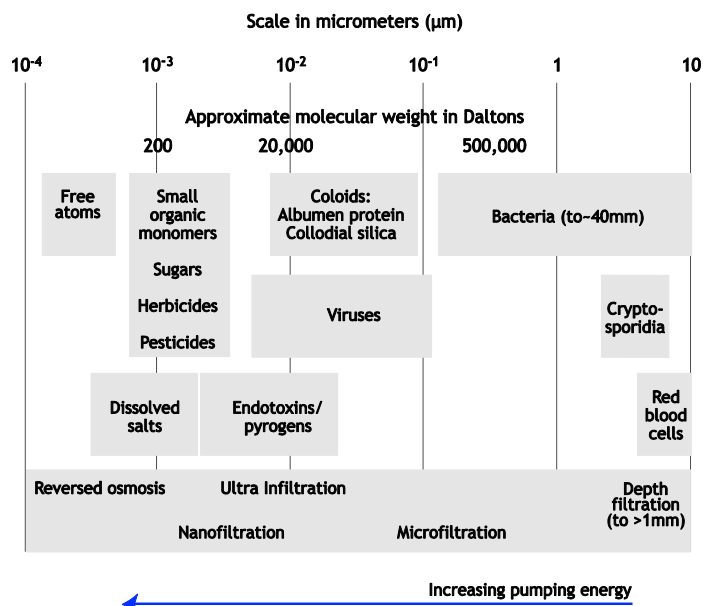 Scale in micrometers (µm)
10-4 10-3 10-2 10-1 1 10
Approximate molecular weight in Daltons
200 20,000 500,000
Free
atoms
Small
organic
monomers
Sugars
Herbicides
Pesticides
Coloids:
Albumen protein
Collodial silica
Bacteria (to~40mm)
Viruses
Crypto-
sporidia
Dissolved
salts
Endotoxins/
pyrogens
Red
blood
cells
Reversed osmosis
Ultra Infiltration
Depth
filtration
(to >1mm)
Nanofiltration
Microfiltration
Increasing pumping energy